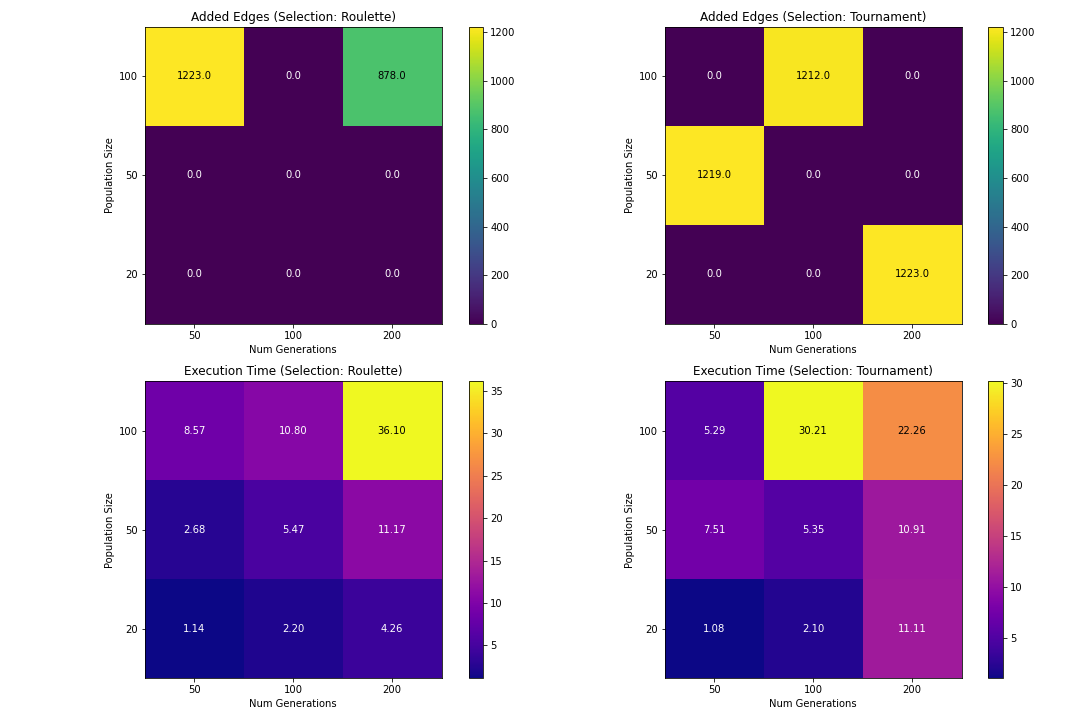 Added Edges (Selection: Roulette)
Population Size
100
50
20
1223.0 0.0 878.0
0.0 0.0 0.0
0.0 0.0 0.0
50 100 200
Num Generations
1200
1000
800
600
400
200
0
Added Edges (Selection: Tournament)
Population Size
100
50
20
0.0 1212.0 0.0
1219.0 0.0 0.0
0.0 0.0 1223.0
50 100 200
Num Generations
1200
1000
800
600
400
200
0
Execution Time (Selection: Roulette)
Population Size
100
50
20
8.57 10.80 36.10
2.68 5.47 11.17
1.14 2.20 4.26
50 100 200
Num Generations
35
30
25
20
15
10
5
Execution Time (Selection: Tournament)
Population Size
100
50
20
5.29 30.21 22.26
7.51 5.35 10.91
1.08 2.10 11.11
50 100 200
Num Generations
30
25
20
15
10
5